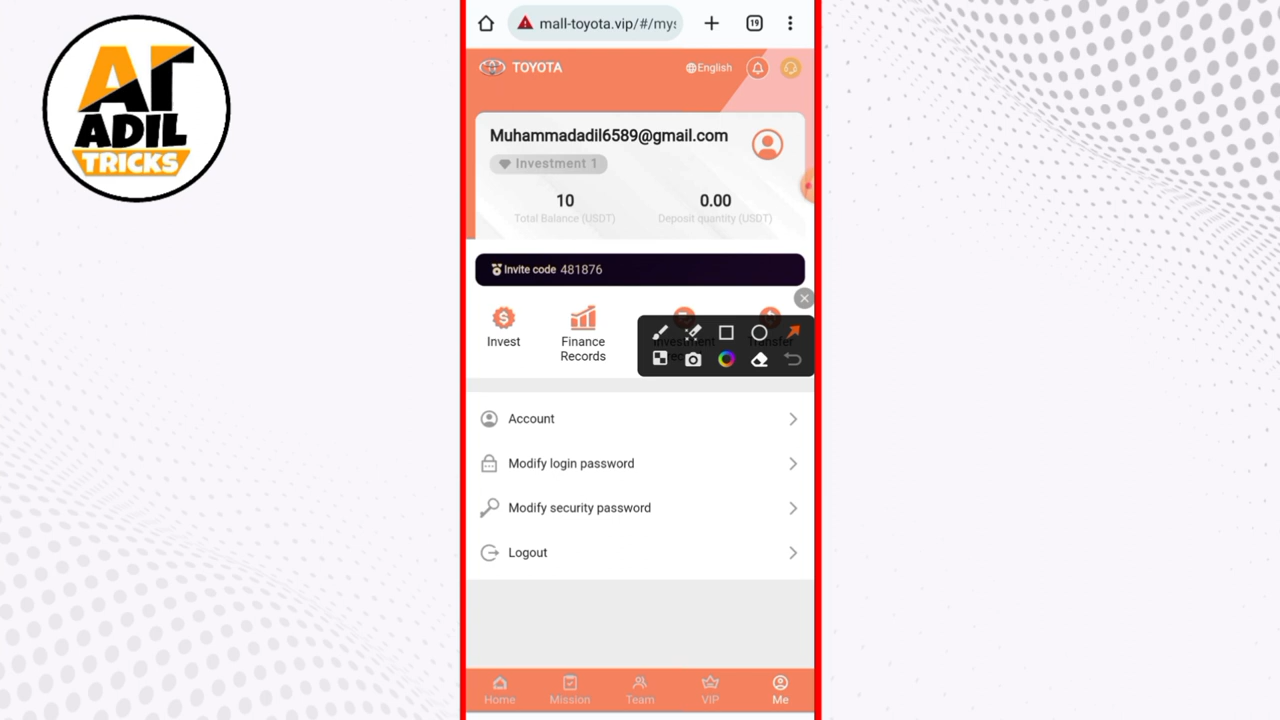 AT
ADIL
TRICKS
mall-toyota.vip/#/mys
19
TOYOTA
English
Muhammadadil6589@gmail.com
Investment 1
10
0.00
Total Balance (USDT)
Deposit quantity (USDT)
Invite code 481876
Invest
Finance
Records
Investment
Transfer
Account
Modify login password
Modify security password
Logout
Home
Mission
Team
VIP
Me